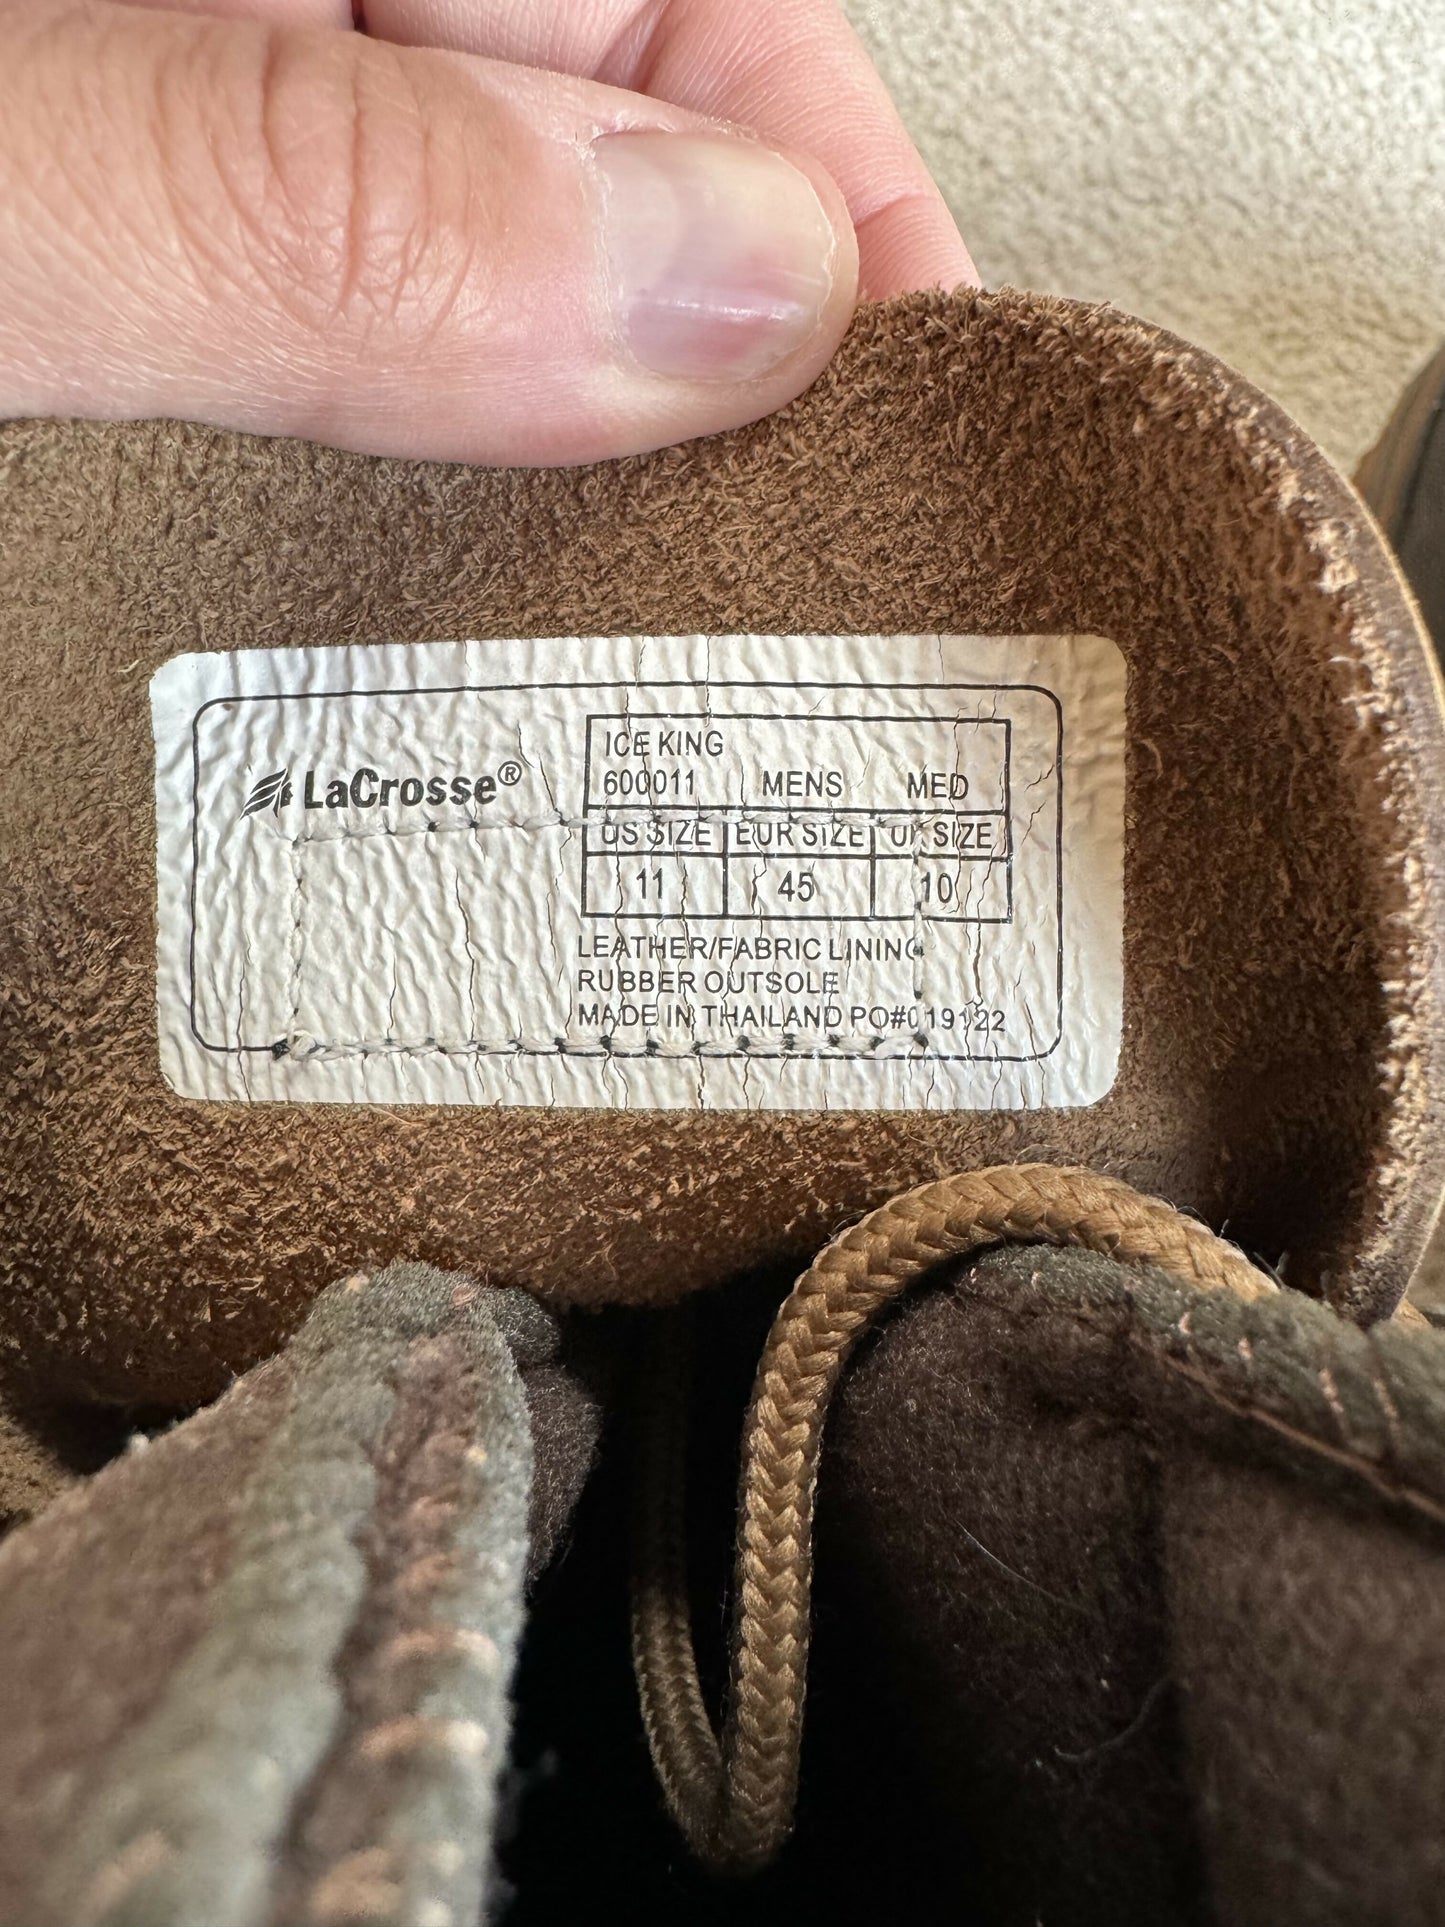 LaCrosse®
ICE KING
600011 MENS MED
US SIZE EUR SIZE UK SIZE
11 45 10
LEATHER/FABRIC LINING
RUBBER OUTSOLE
MADE IN THAILAND PO#019122